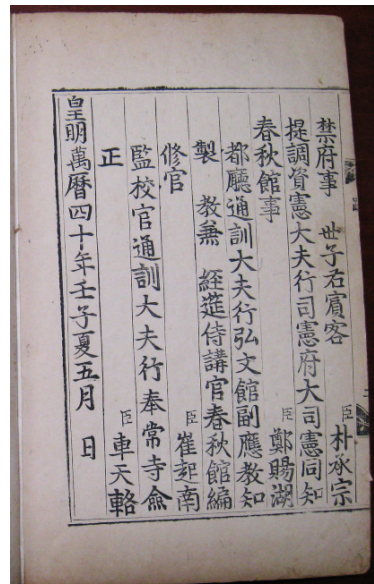 禁府事 世子右賓客 臣朴承宗
提調資憲大夫行司憲府大司憲同知
春秋館事 臣鄭賜湖
都廳通訓大夫行弘文館副應教知
製 教兼 經筵侍講官春秋館編
修官 臣崔起南
監校官通訓大夫行奉常寺僉
正 臣車天輅
皇明萬曆四十年壬子夏五月 日